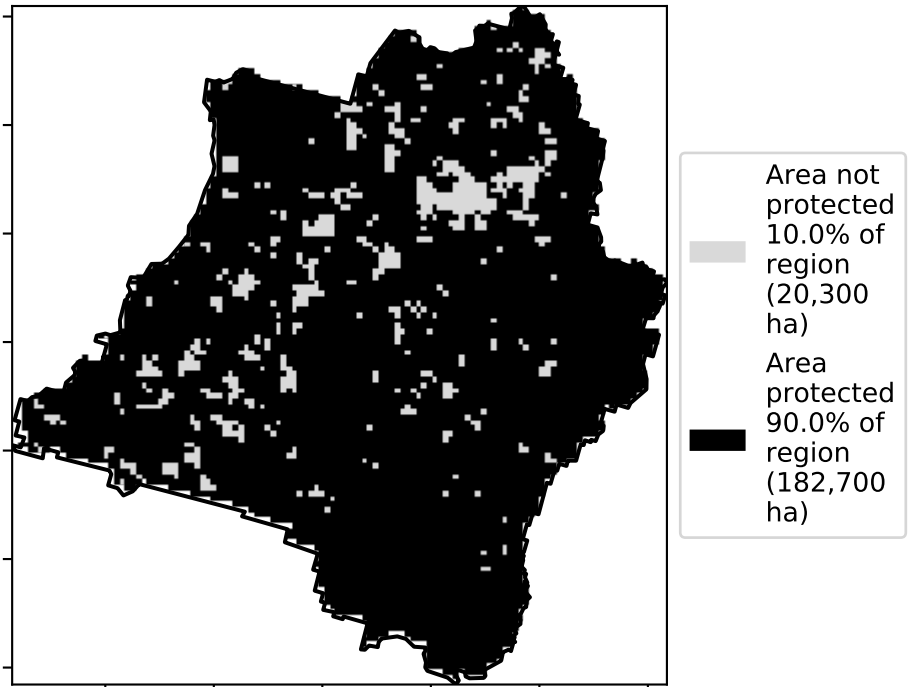 Area not
protected
10.0% of
region
(20,300
ha)
Area
protected
90.0% of
region
(182,700
ha)